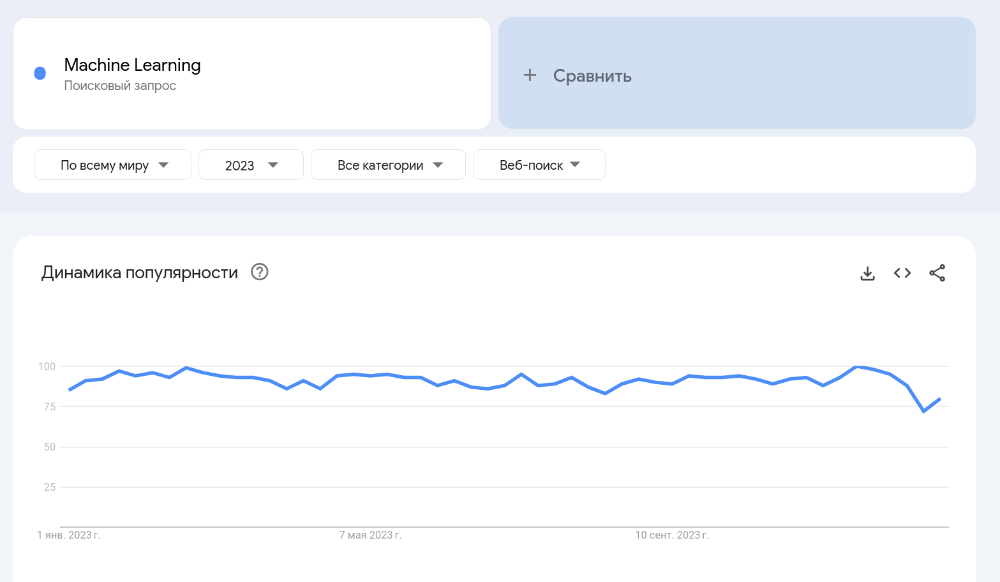 Machine Learning
Поисковый запрос
+ Сравнить
По всему миру
2023
Все категории
Веб-поиск
Динамика популярности ?
100
75
50
25
1 янв. 2023 г.
7 мая 2023 г.
10 сент. 2023 г.